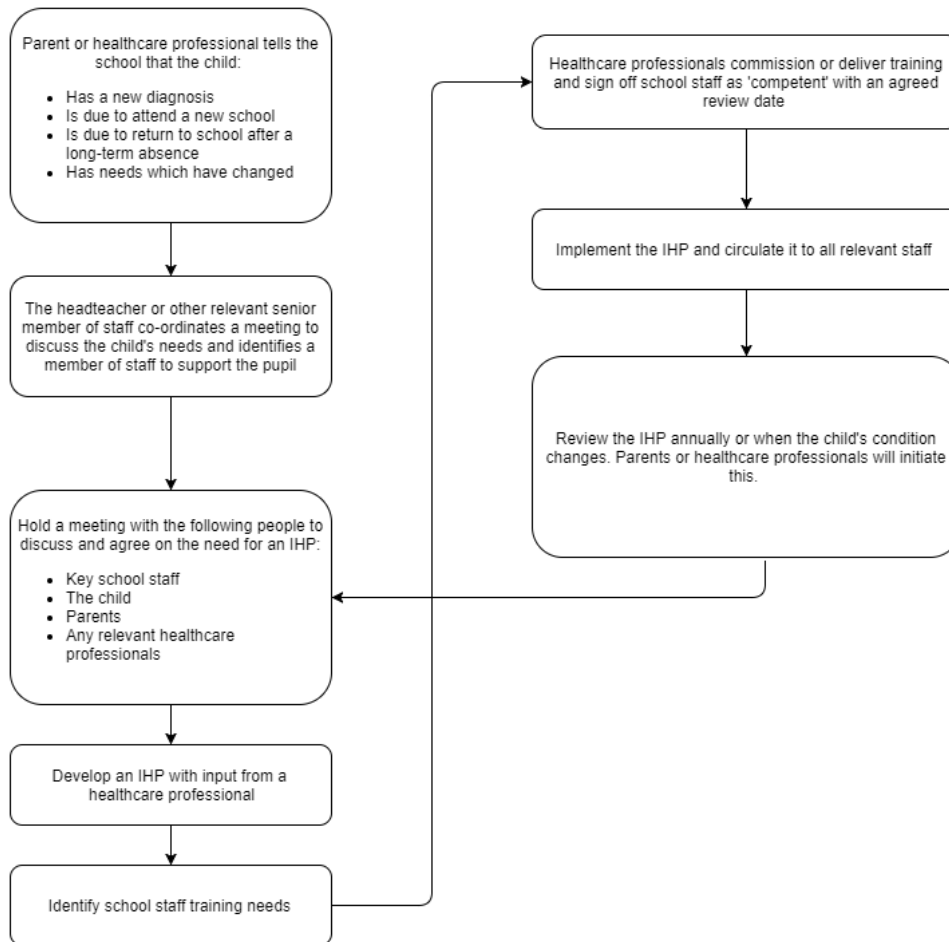 Parent or healthcare professional tells the
school that the child:
• Has a new diagnosis
• Is due to attend a new school
• Is due to return to school after a
long-term absence
• Has needs which have changed
The headteacher or other relevant senior
member of staff co-ordinates a meeting to
discuss the child's needs and identifies a
member of staff to support the pupil
Hold a meeting with the following people to
discuss and agree on the need for an IHP:
• Key school staff
• The child
• Parents
• Any relevant healthcare
professionals
Develop an IHP with input from a
healthcare professional
Identify school staff training needs
Healthcare professionals commission or deliver training
and sign off school staff as 'competent' with an agreed
review date
Implement the IHP and circulate it to all relevant staff
Review the IHP annually or when the child's condition
changes. Parents or healthcare professionals will initiate
this.